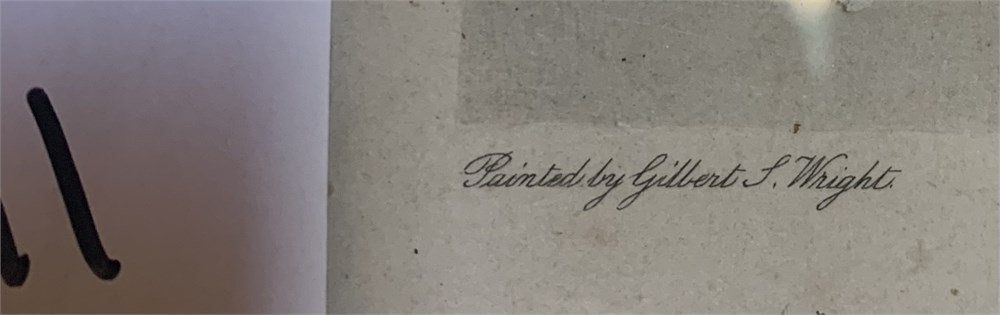 Painted by Gilbert S. Wright.